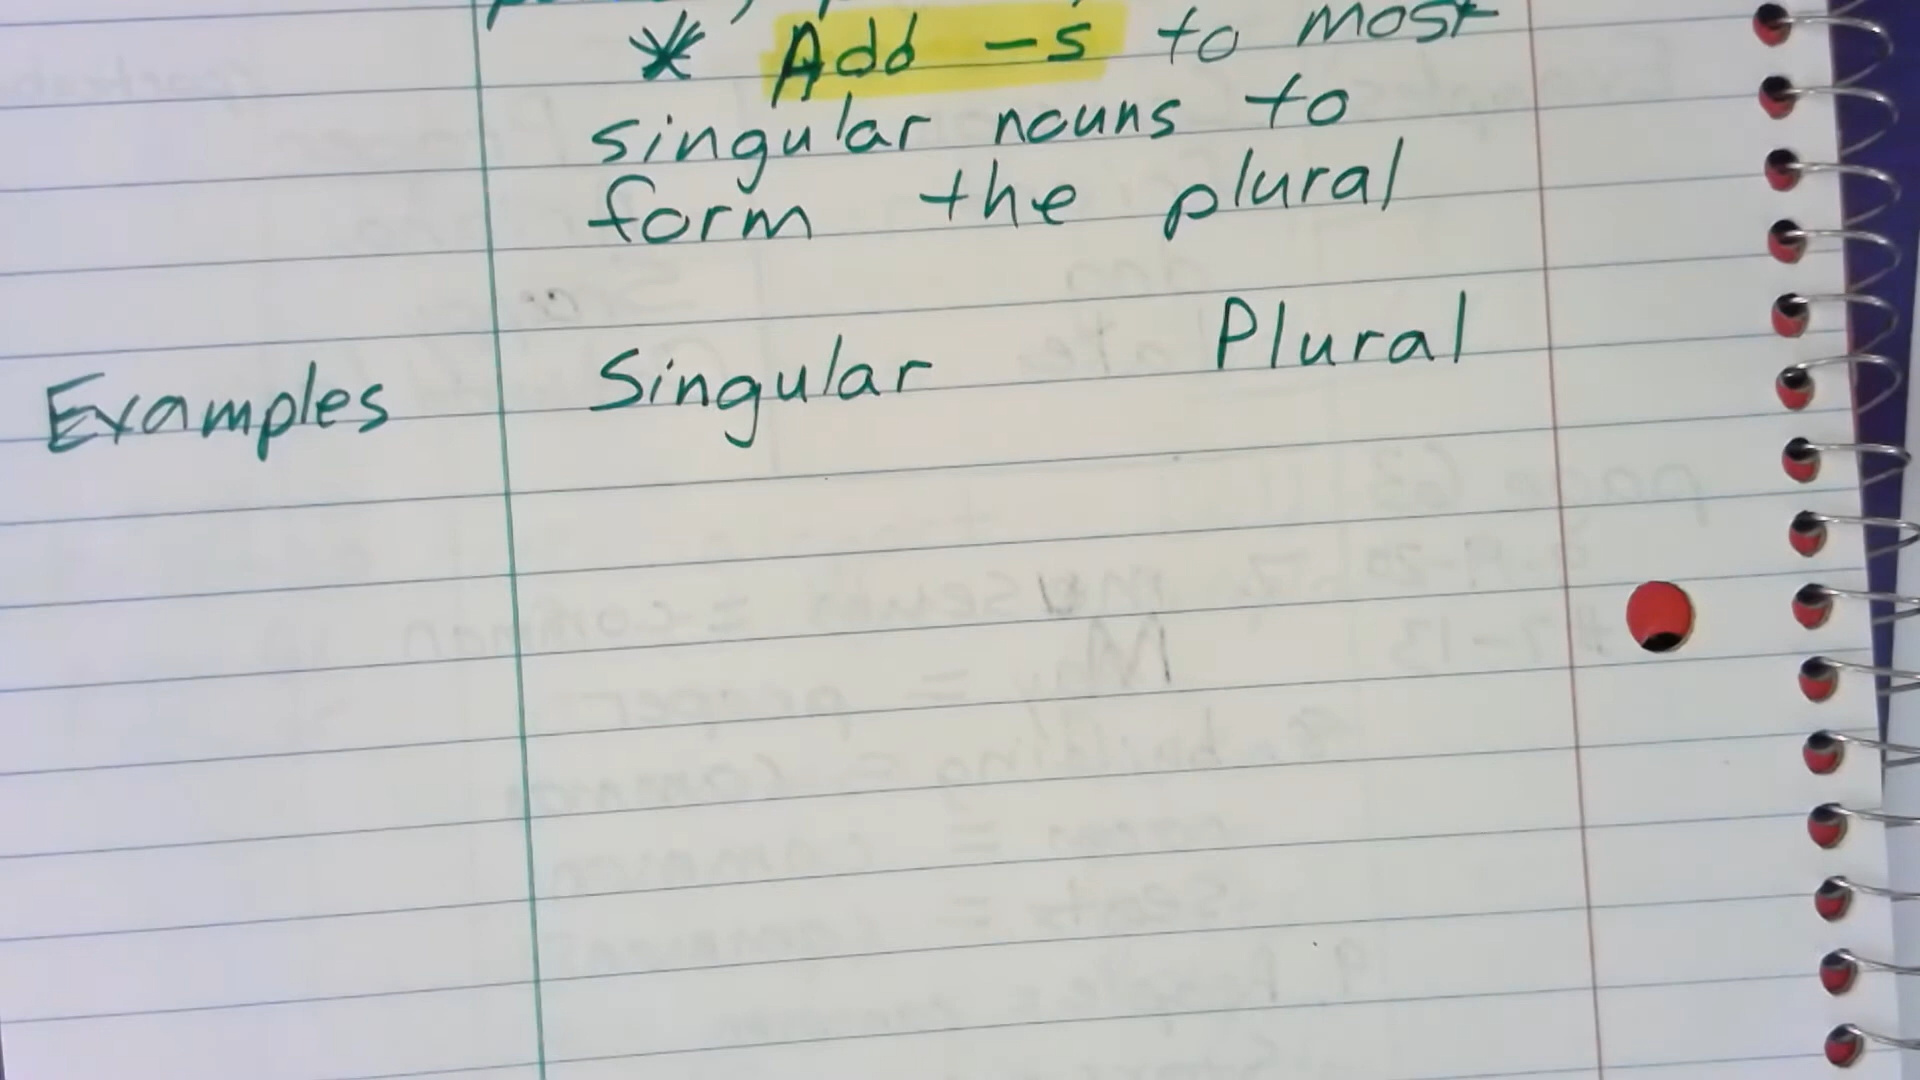 * Add -s to most
singular nouns to
form the plural
Examples Singular Plural